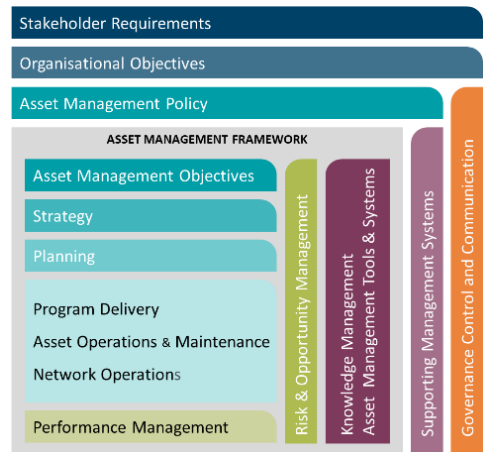 Stakeholder Requirements
Organisational Objectives
Asset Management Policy
ASSET MANAGEMENT FRAMEWORK
Asset Management Objectives
Strategy
Planning
Program Delivery
Asset Operations & Maintenance
Network Operations
Performance Management
Risk & Opportunity Management
Knowledge Management
Asset Management Tools & Systems
Supporting Management Systems
Governance Control and Communication